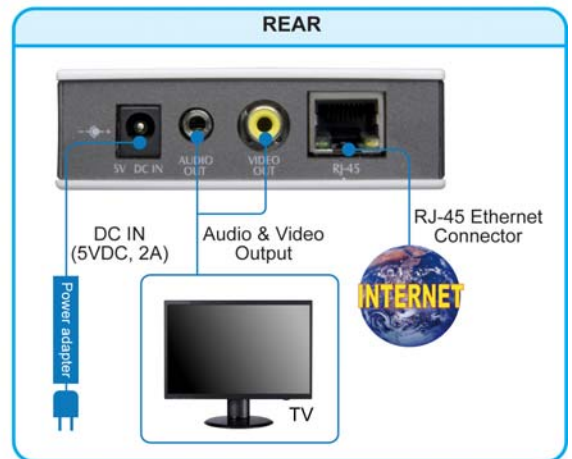 REAR
5V DC IN
AUDIO
OUT
VIDEO
OUT
RJ-45
DC IN
(5VDC, 2A)
Audio & Video
Output
RJ-45 Ethernet
Connector
Power adapter
INTERNET
TV